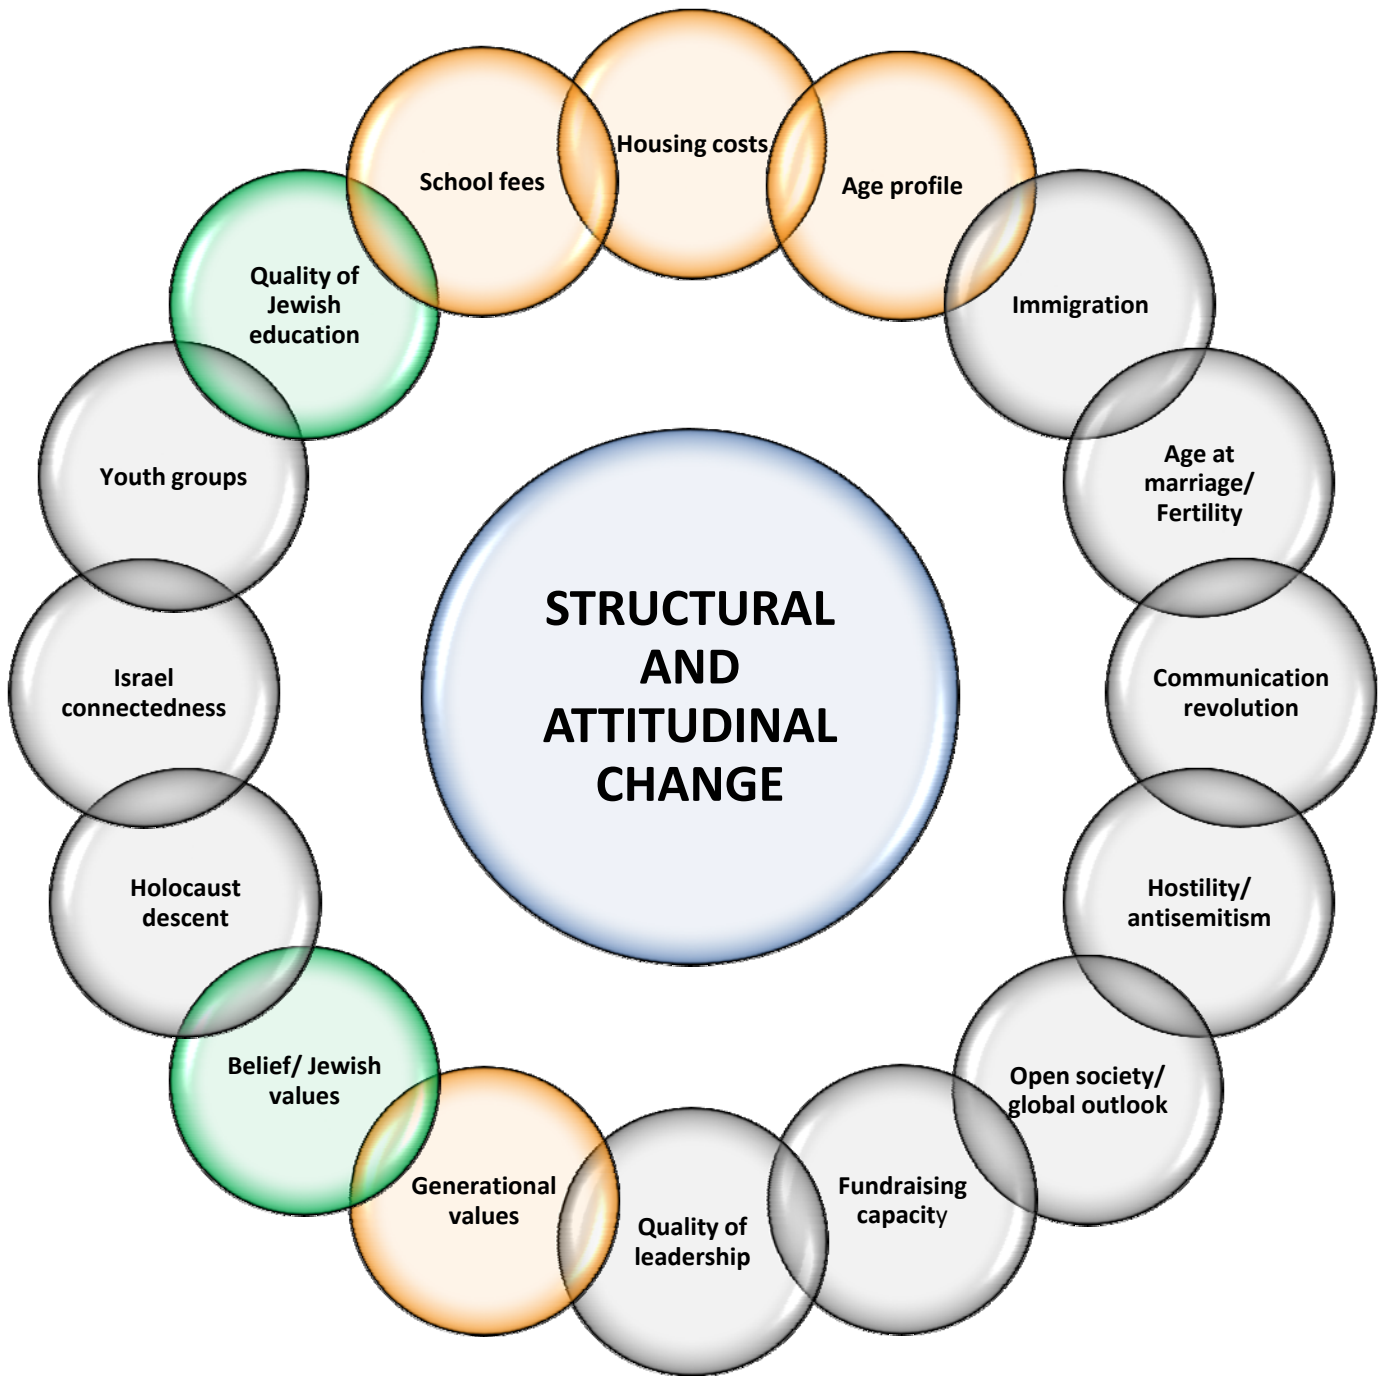 Housing costs
School fees
Age profile
Quality of
Jewish
education
Immigration
Youth groups
Age at
marriage/
Fertility
STRUCTURAL
AND
ATTITUDINAL
CHANGE
Israel
connectedness
Communication
revolution
Holocaust
descent
Hostility/
antisemitism
Belief/ Jewish
values
Open society/
global outlook
Generational
values
Quality of
leadership
Fundraising
capacity